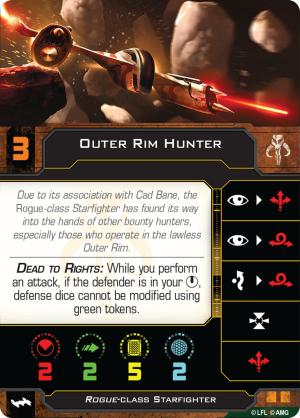 3
OUTER RIM HUNTER
Due to its association with Cad Bane, the
Rogue-class Starfighter has found its way
into the hands of other bounty hunters,
especially those who operate in the lawless
Outer Rim.
DEAD TO RIGHTS: While you perform
an attack, if the defender is in your ,
defense dice cannot be modified using
green tokens.
2 2 5 2
ROGUE-CLASS STARFIGHTER
© LFL © AMG